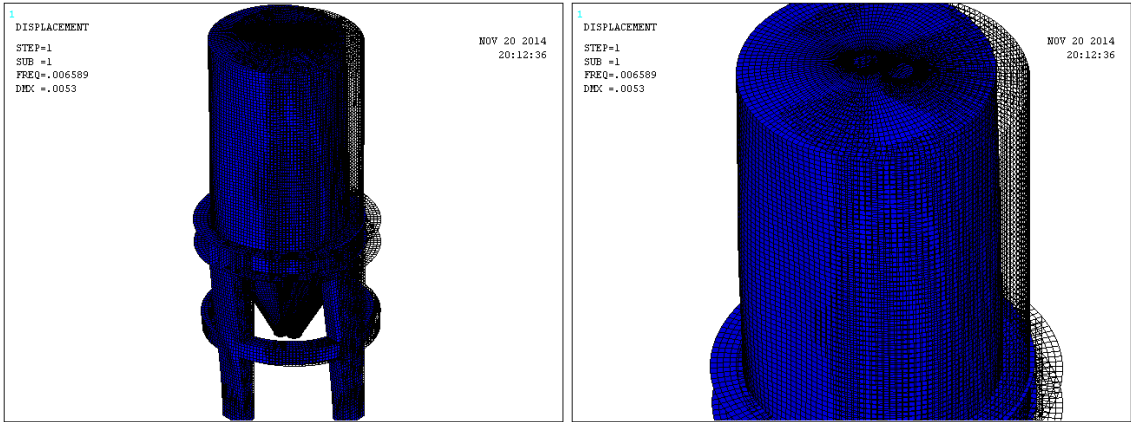 1
DISPLACEMENT
STEP=1
SUB =1
FREQ=.006589
DMX =.0053
NOV 20 2014
20:12:36
1
DISPLACEMENT
STEP=1
SUB =1
FREQ=.006589
DMX =.0053
NOV 20 2014
20:12:36